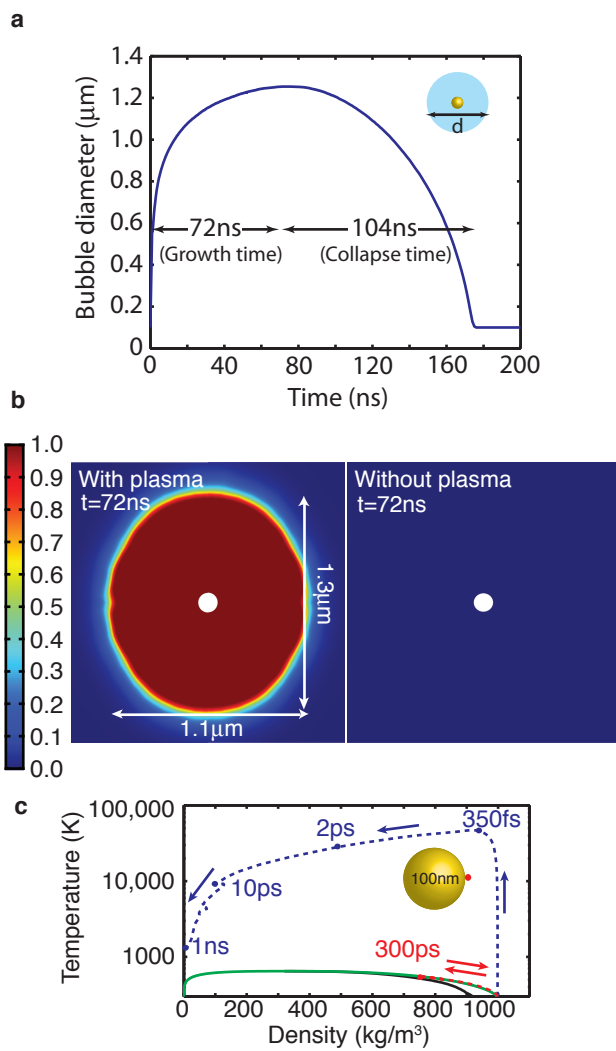 a
Bubble diameter (μm)
1.4
1.2
1.0
0.8
0.6
0.4
0.2
0
d
72ns
(Growth time)
104ns
(Collapse time)
0
40
80
120
160
200
Time (ns)
b
1.0
0.9
0.8
0.7
0.6
0.5
0.4
0.3
0.2
0.1
0.0
With plasma
t=72ns
1.3μm
1.1μm
Without plasma
t=72ns
c
Temperature (K)
100,000
10,000
1000
350fs
2ps
10ps
1ns
100nm
300ps
0
200
400
600
800
1000
Density (kg/m³)